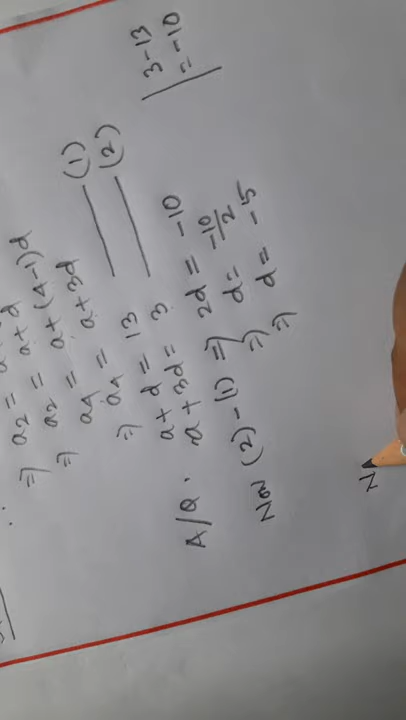 ⇒ a₂ = a + d
⇒ a₂ = a + (4-1)d
⇒ a₄ = a + 3d
⇒ a₄
A/Q. a + d = 13 —— (1)
a + 3d = 3 —— (2)
Now (2) - (1) ⇒ 2d = -10
⇒ d = -10/2
⇒ d = -5
3 - 13
= -10
N